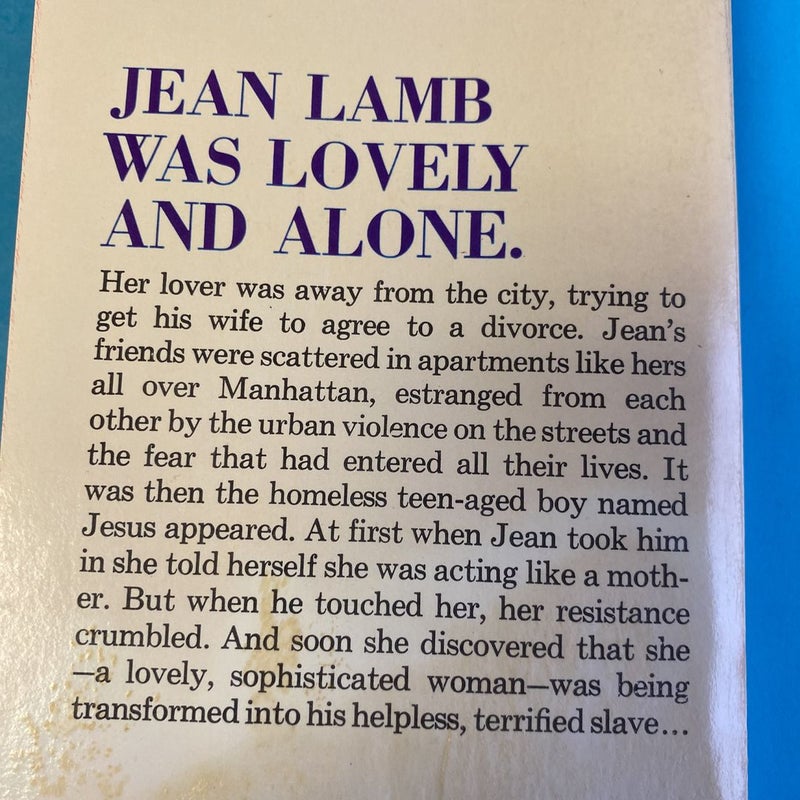 JEAN LAMB
WAS LOVELY
AND ALONE.
Her lover was away from the city, trying to
get his wife to agree to a divorce. Jean's
friends were scattered in apartments like hers
all over Manhattan, estranged from each
other by the urban violence on the streets and
the fear that had entered all their lives. It
was then the homeless teen-aged boy named
Jesus appeared. At first when Jean took him
in she told herself she was acting like a moth-
er. But when he touched her, her resistance
crumbled. And soon she discovered that she
—a lovely, sophisticated woman—was being
transformed into his helpless, terrified slave...